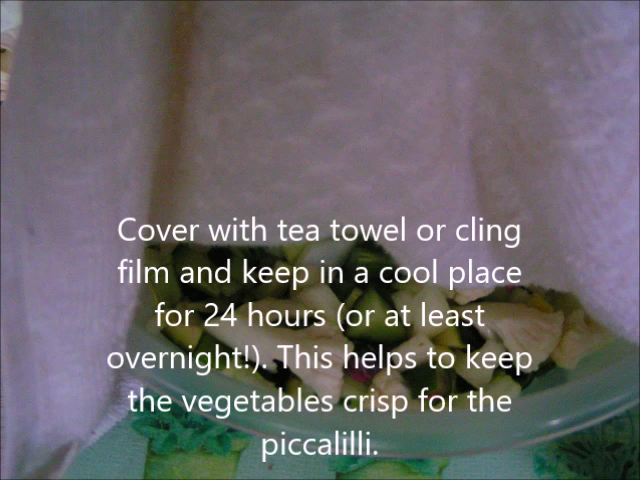 Cover with tea towel or cling
film and keep in a cool place
for 24 hours (or at least
overnight!). This helps to keep
the vegetables crisp for the
piccalilli.